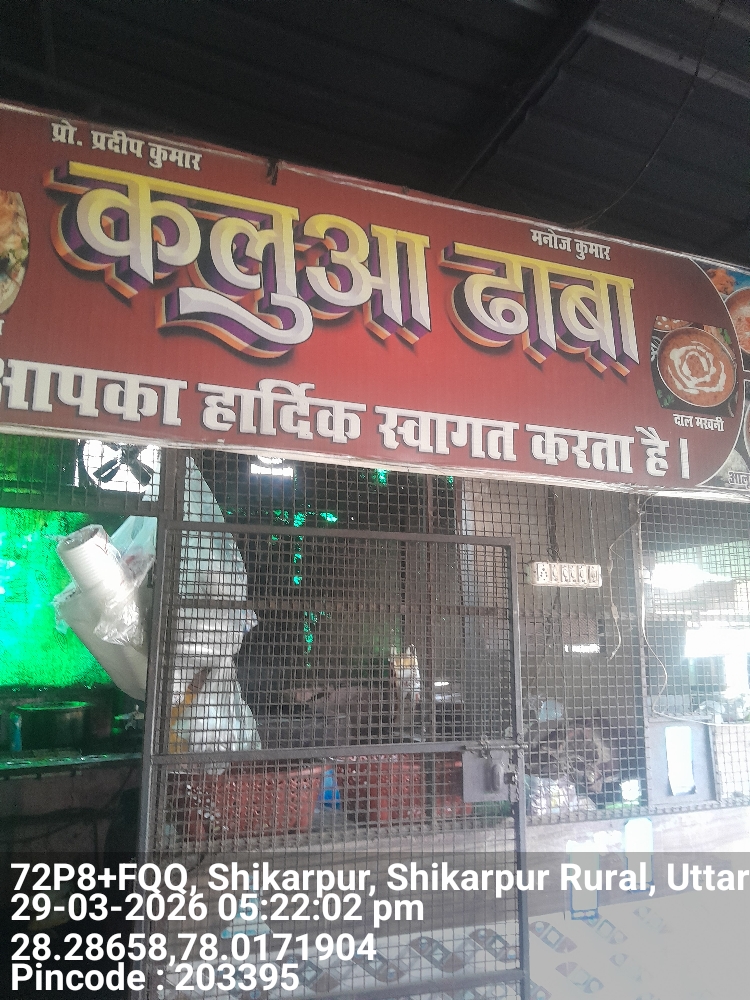 प्रो. प्रदीप कुमार
मनोज कुमार
कलुआ ढाबा
आपका हार्दिक स्वागत करता है।
दाल मखनी
72P8+FQQ, Shikarpur, Shikarpur Rural, Uttar
29-03-2026 05:22:02 pm
28.28658,78.0171904
Pincode : 203395